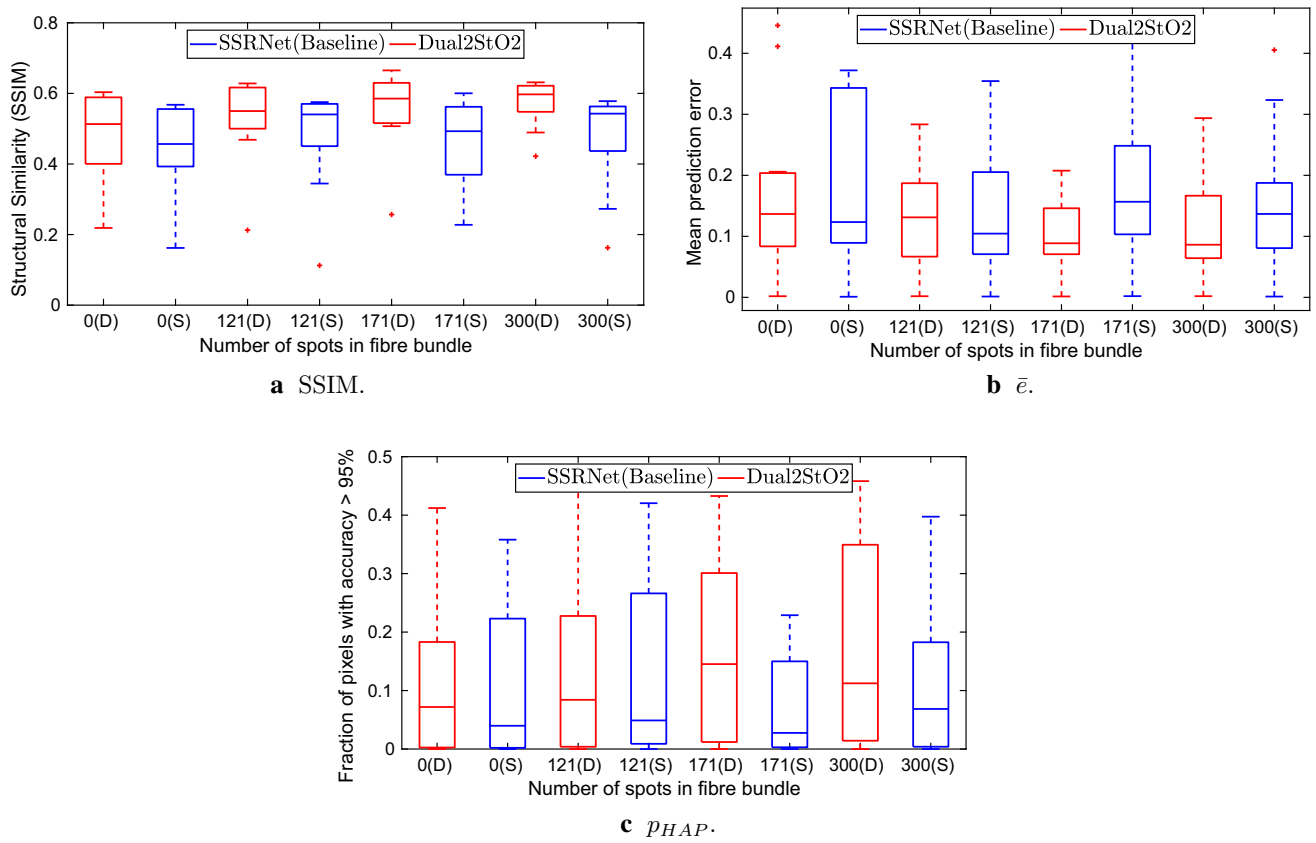 SSRNet(Baseline) Dual2StO2
Structural Similarity (SSIM)
0.8
0.6
0.4
0.2
0
0(D) 0(S) 121(D) 121(S) 171(D) 171(S) 300(D) 300(S)
Number of spots in fibre bundle
a SSIM.
SSRNet(Baseline) Dual2StO2
Mean prediction error
0.4
0.3
0.2
0.1
0
0(D) 0(S) 121(D) 121(S) 171(D) 171(S) 300(D) 300(S)
Number of spots in fibre bundle
b ē.
SSRNet(Baseline) Dual2StO2
Fraction of pixels with accuracy > 95%
0.5
0.4
0.3
0.2
0.1
0
0(D) 0(S) 121(D) 121(S) 171(D) 171(S) 300(D) 300(S)
Number of spots in fibre bundle
c p_{HAP}.